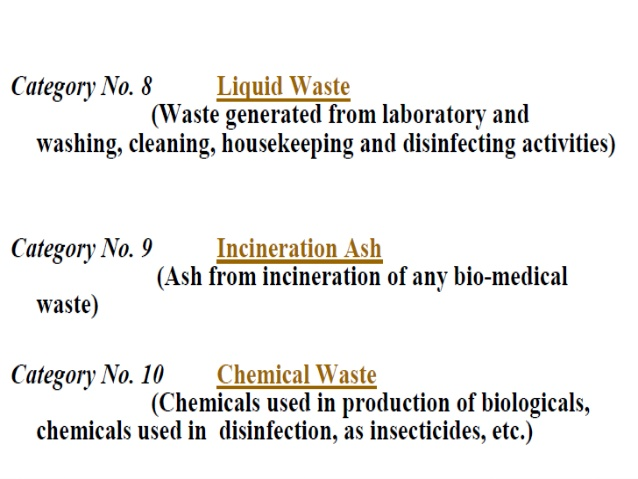 Category No. 8 Liquid Waste
(Waste generated from laboratory and
washing, cleaning, housekeeping and disinfecting activities)
Category No. 9 Incineration Ash
(Ash from incineration of any bio-medical
waste)
Category No. 10 Chemical Waste
(Chemicals used in production of biologicals,
chemicals used in disinfection, as insecticides, etc.)